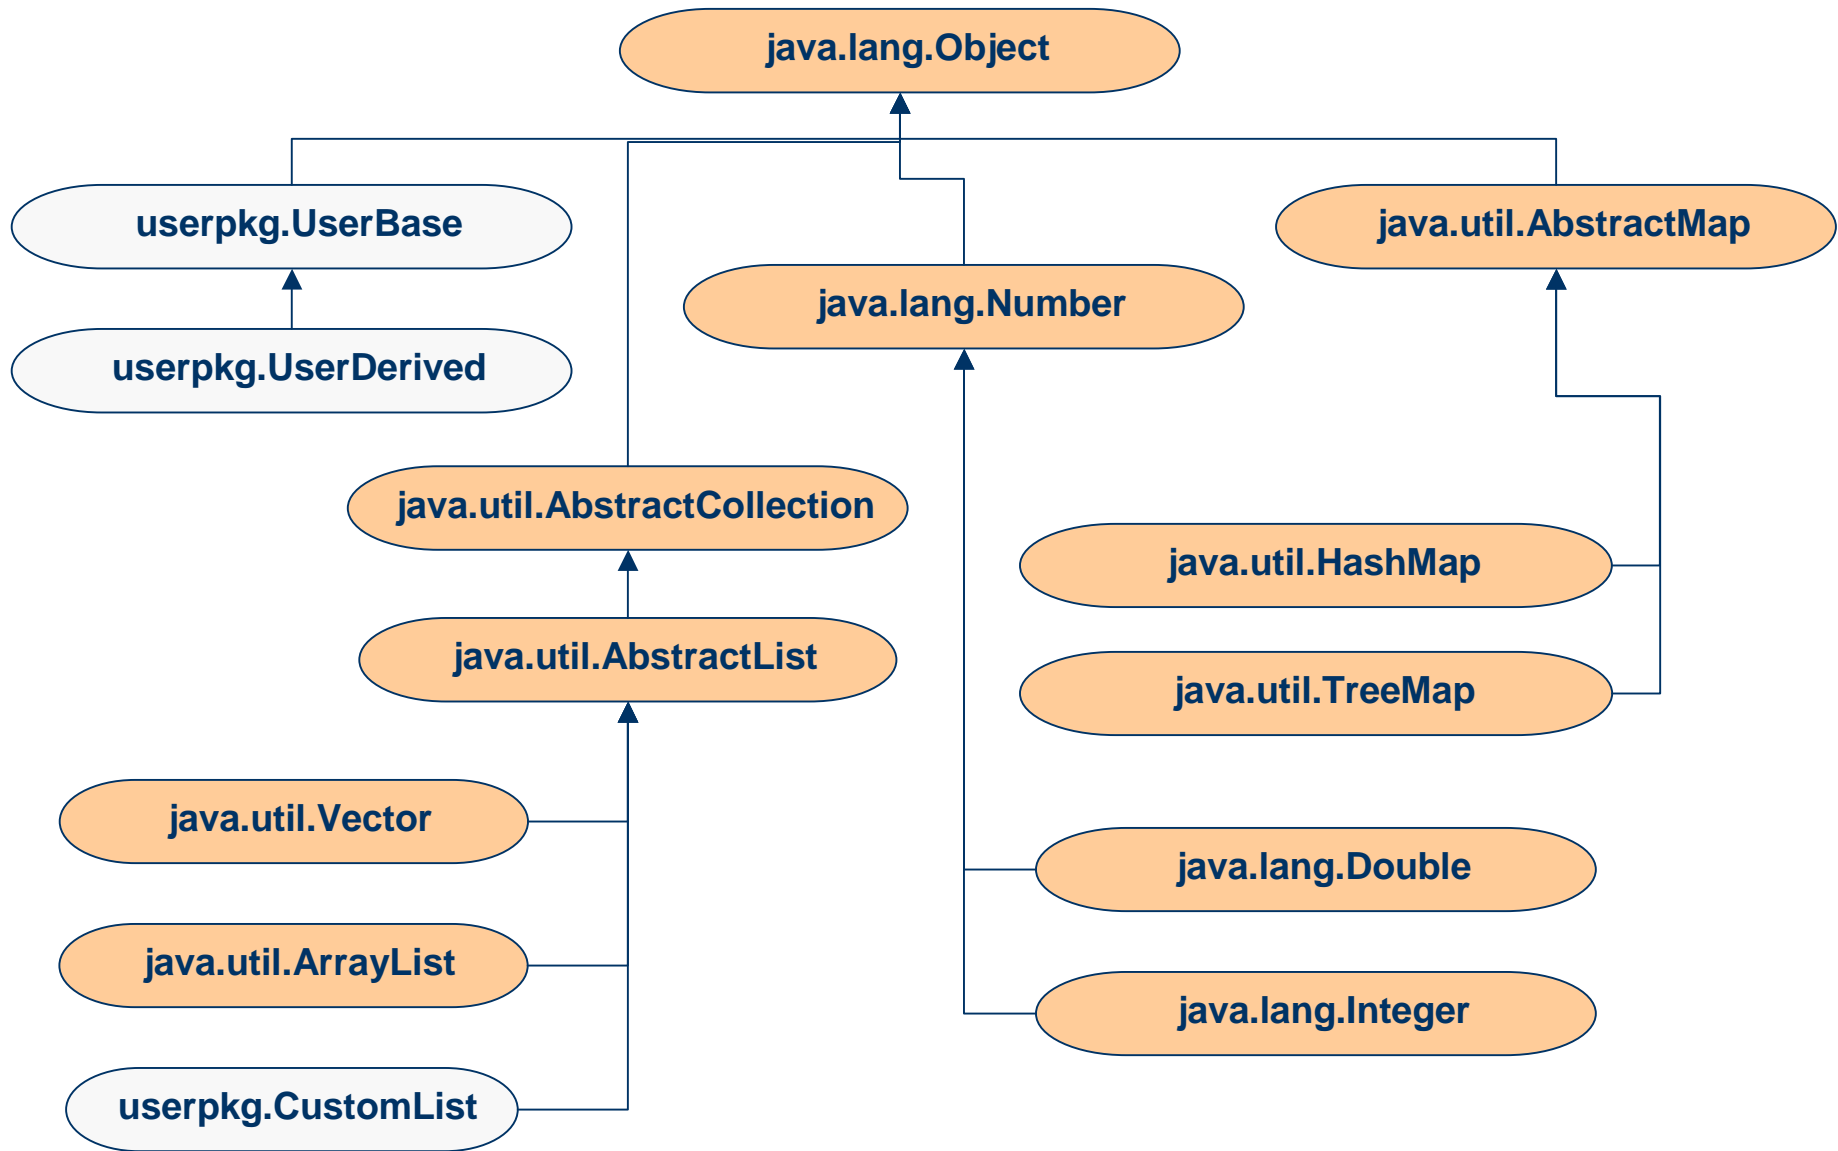 java.lang.Object
userpkg.UserBase
java.util.AbstractMap
java.lang.Number
userpkg.UserDerived
java.util.AbstractCollection
java.util.HashMap
java.util.AbstractList
java.util.TreeMap
java.util.Vector
java.lang.Double
java.util.ArrayList
java.lang.Integer
userpkg.CustomList